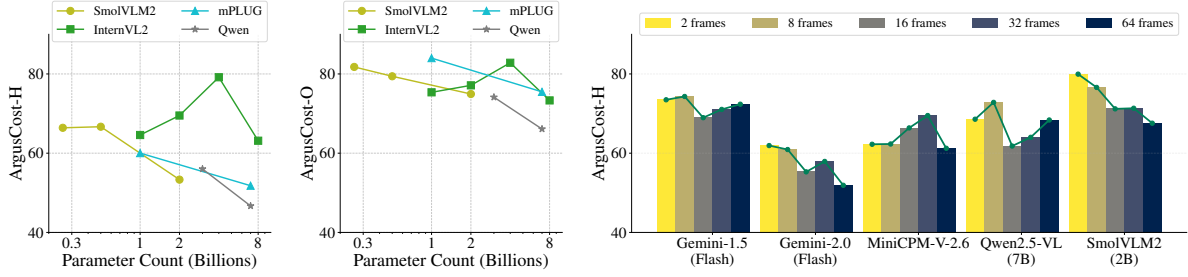 SmolVLM2
InternVL2
mPLUG
Qwen
ArgusCost-H
80
60
40
0.3
1
2
8
Parameter Count (Billions)
SmolVLM2
InternVL2
mPLUG
Qwen
ArgusCost-O
80
60
40
0.3
1
2
8
Parameter Count (Billions)
2 frames
8 frames
16 frames
32 frames
64 frames
ArgusCost-H
80
60
40
Gemini-1.5
(Flash)
Gemini-2.0
(Flash)
MiniCPM-V-2.6
Qwen2.5-VL
(7B)
SmolVLM2
(2B)